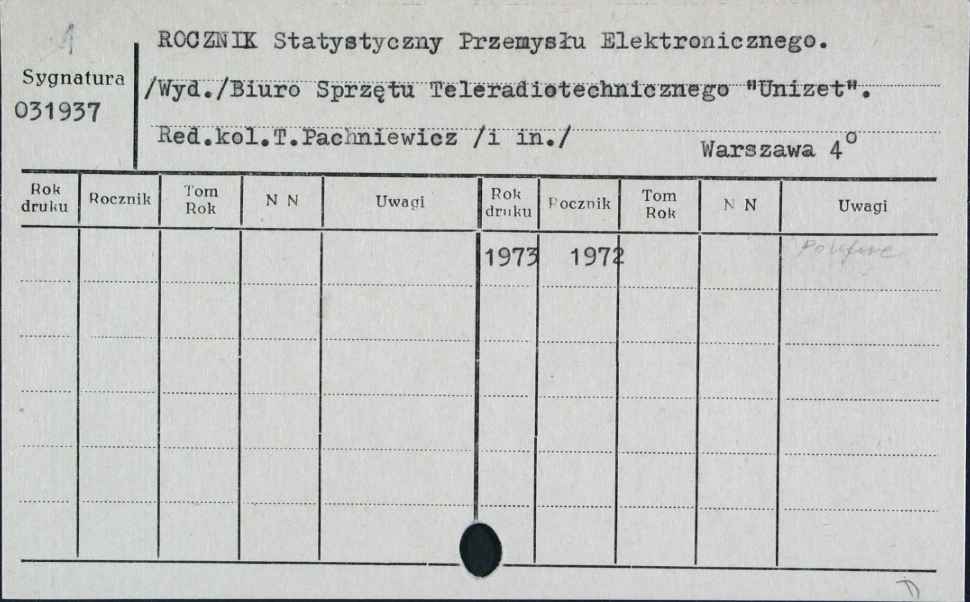 ROCZNIK Statystyczny Przemysłu Elektronicznego.
Sygnatura
/Wyd./Biuro Sprzętu Teleradiotechnicznego "Unizet".
031937
Red.kol.T.Pachniewicz /i in./
Warszawa 4°
Rok druku Rocznik Tom Rok N N Uwagi Rok druku Rocznik Tom Rok N N Uwagi
1973 1972